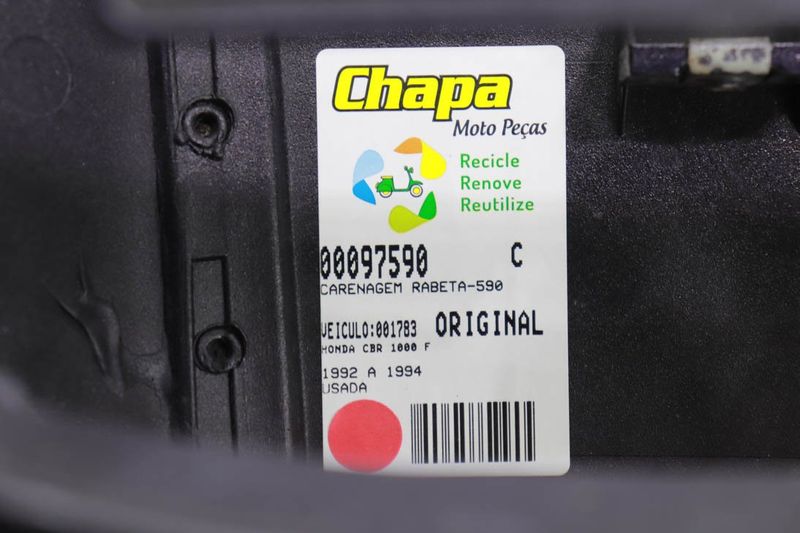 Chapa
Moto Peças
Recicle
Renove
Reutilize
00097590 C
CARENAGEM RABETA-590
VEICULO:001783 ORIGINAL
HONDA CBR 1000 F
1992 A 1994
USADA